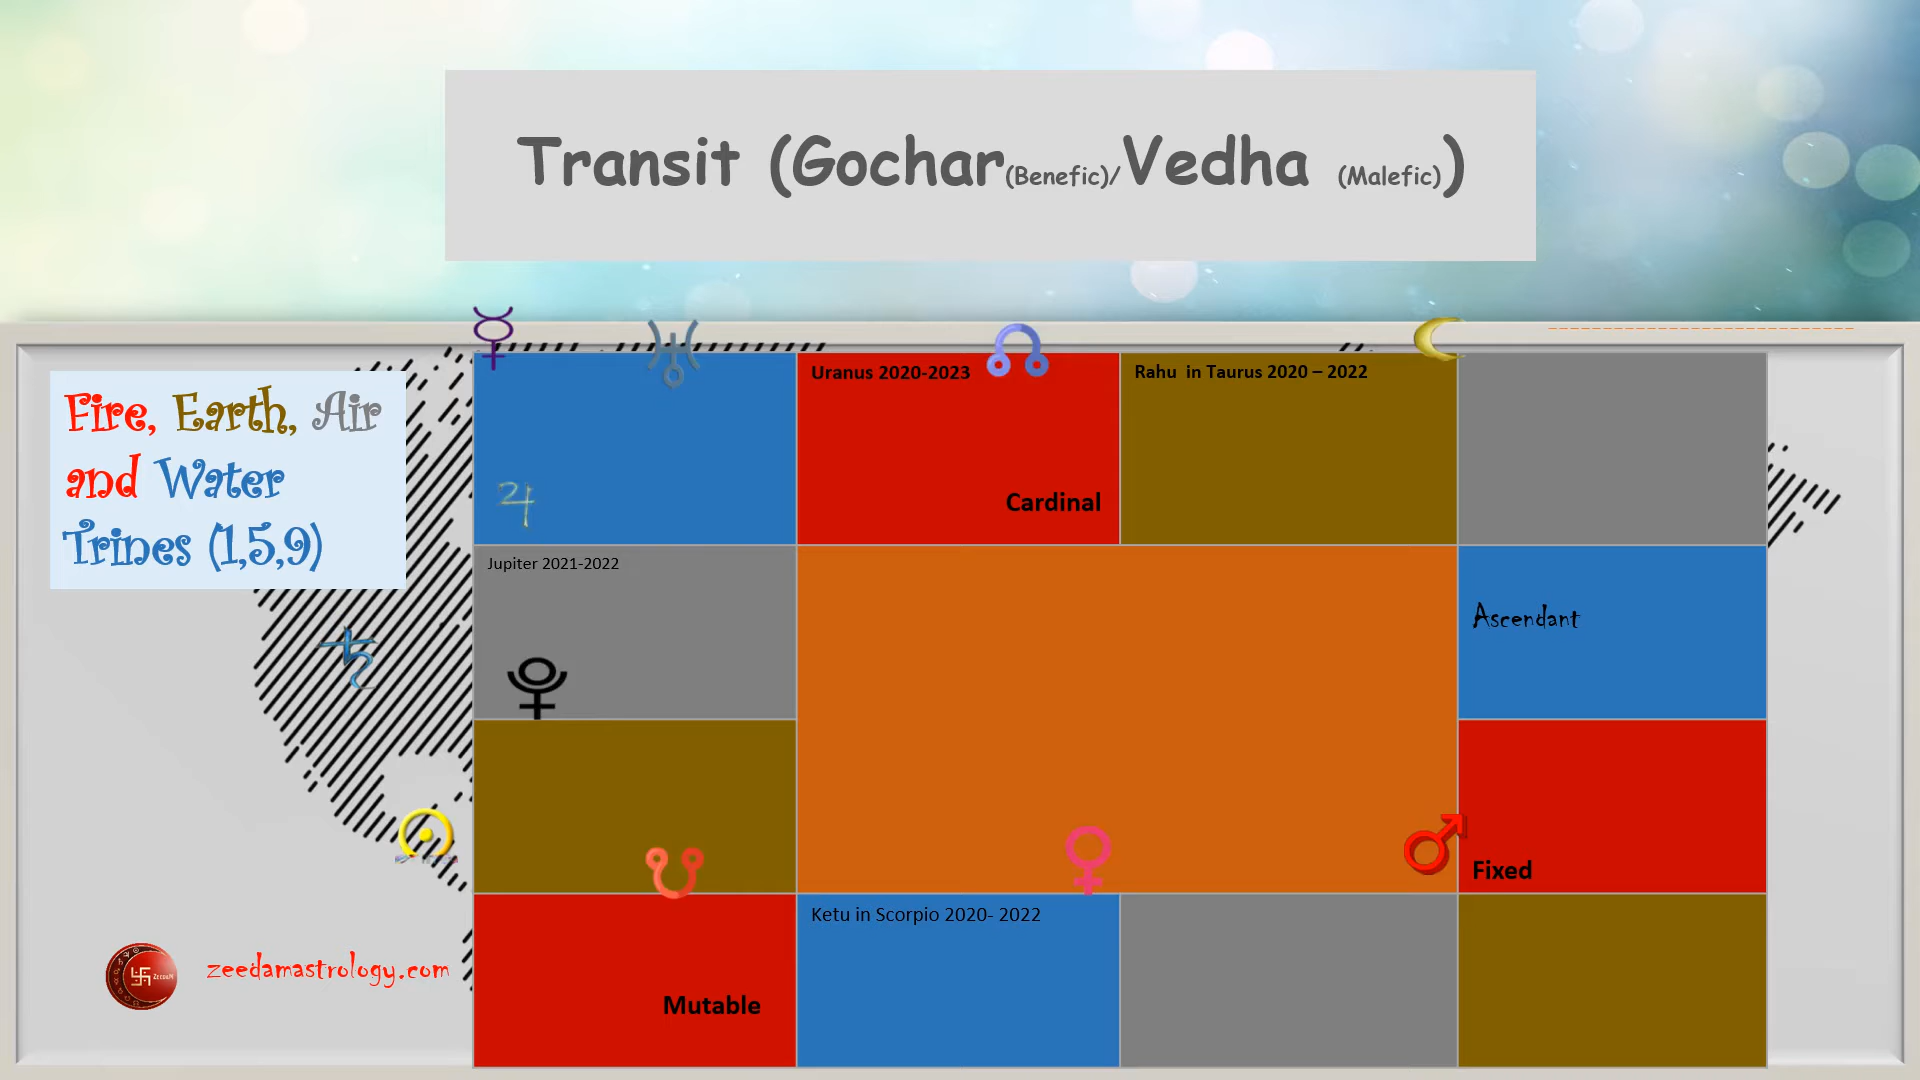 Transit (Gochar(Benefic)/Vedha (Malefic))
Fire, Earth, Air
and Water
Trines (1,5,9)
Uranus 2020-2023
Rahu  in Taurus 2020 – 2022
Cardinal
Jupiter 2021-2022
Ascendant
Fixed
Ketu in Scorpio 2020- 2022
Mutable
ZeedaM
zeedamastrology.com